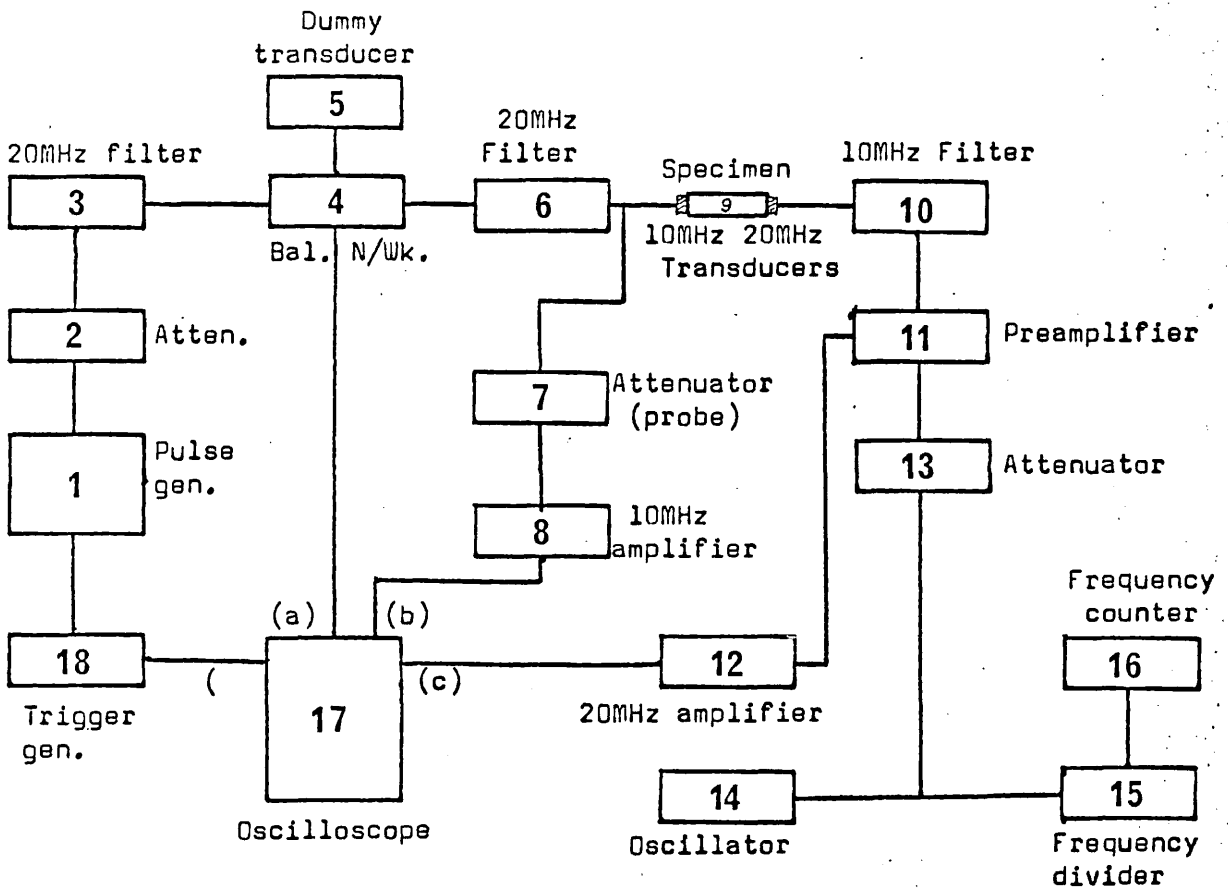 Dummy
transducer
5
20MHz filter
3
4
Bal. N/Wk.
20MHz
Filter
6
Specimen
9
10MHz 20MHz
Transducers
10MHz Filter
10
2
Atten.
11
Preamplifier
7
Attenuator
(probe)
1
Pulse
gen.
13
Attenuator
8
10MHz
amplifier
(a)
(b)
(c)
(
18
Trigger
gen.
17
Oscilloscope
12
20MHz amplifier
Frequency
counter
16
14
Oscillator
15
Frequency
divider